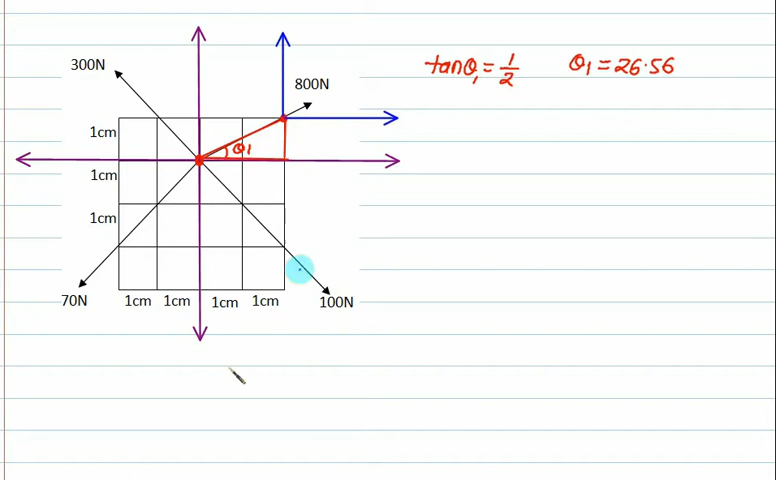 tanθ₁ = 1/2 θ₁ = 26.56
300N
800N
1cm
θ1
1cm
1cm
70N
1cm 1cm 1cm 1cm
100N